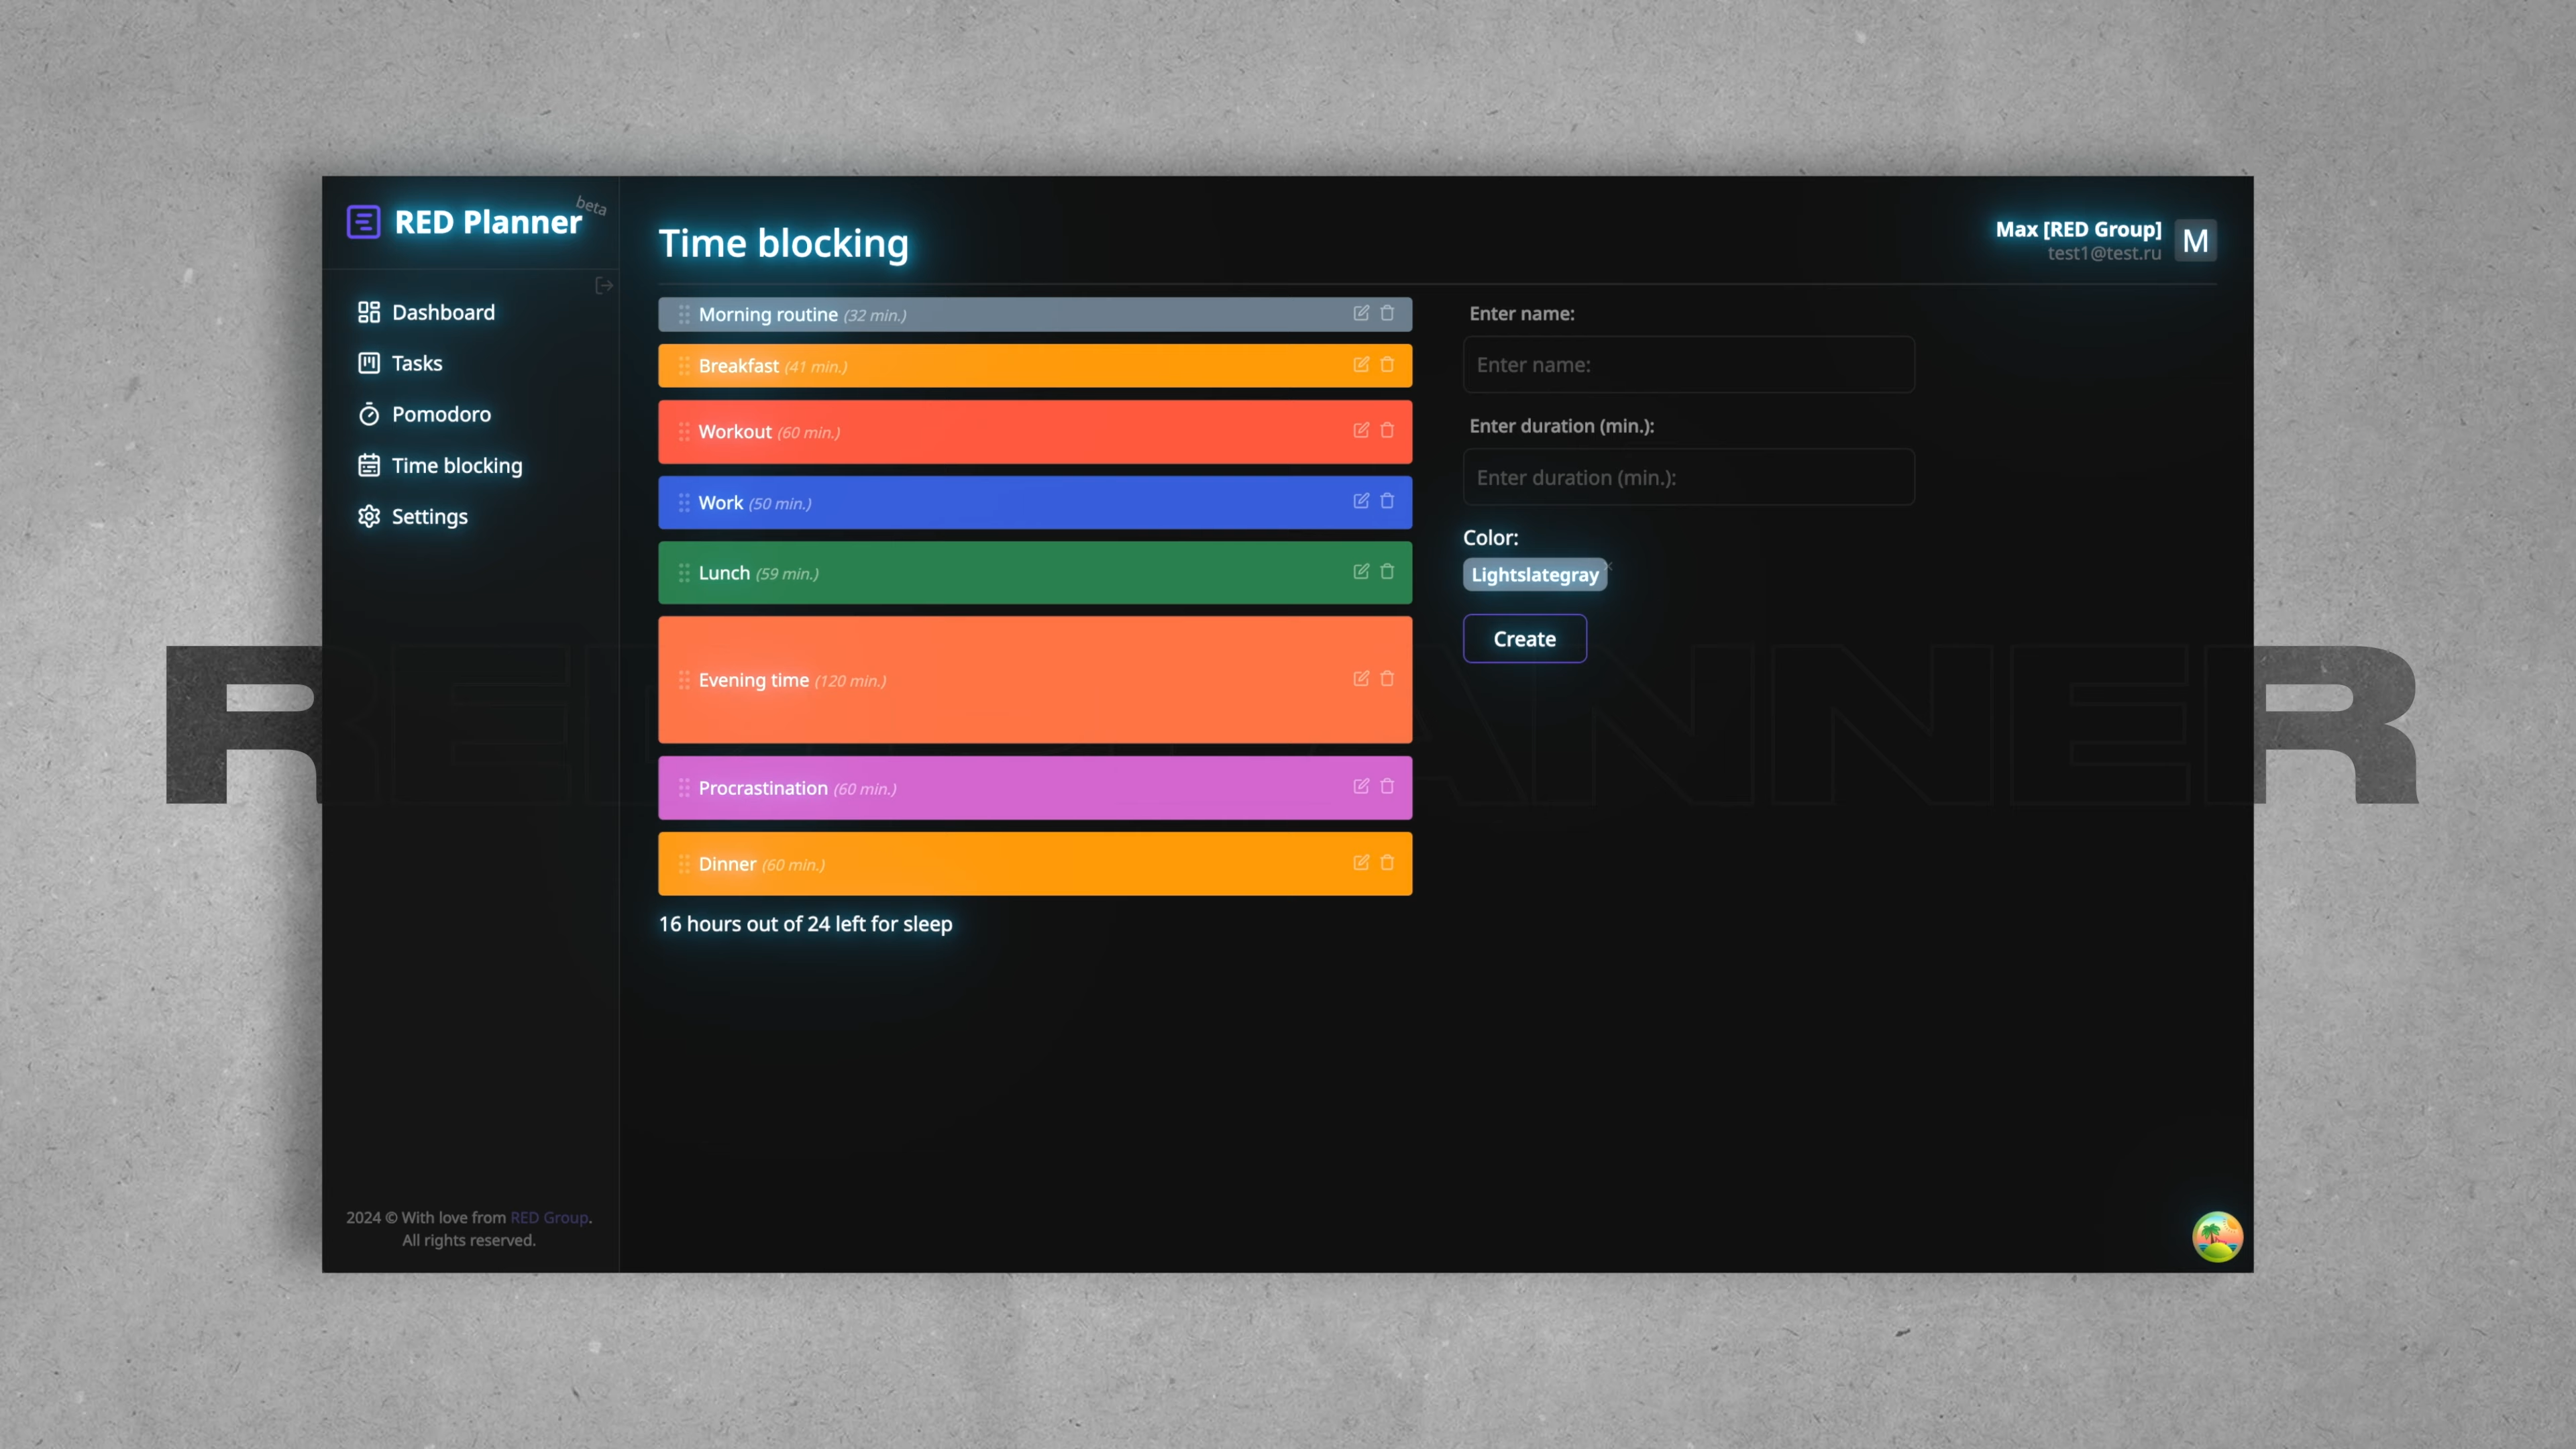 RED Planner
beta
Dashboard
Tasks
Pomodoro
Time blocking
Settings
2024 © With love from RED Group.
All rights reserved.
Time blocking
Max [RED Group]
test1@test.ru
M
Morning routine (32 min.)
Breakfast (41 min.)
Workout (60 min.)
Work (50 min.)
Lunch (59 min.)
Evening time (120 min.)
Procrastination (60 min.)
Dinner (60 min.)
16 hours out of 24 left for sleep
Enter name:
Enter name:
Enter duration (min.):
Enter duration (min.):
Color:
Lightslategray
Create
RED PLANNER